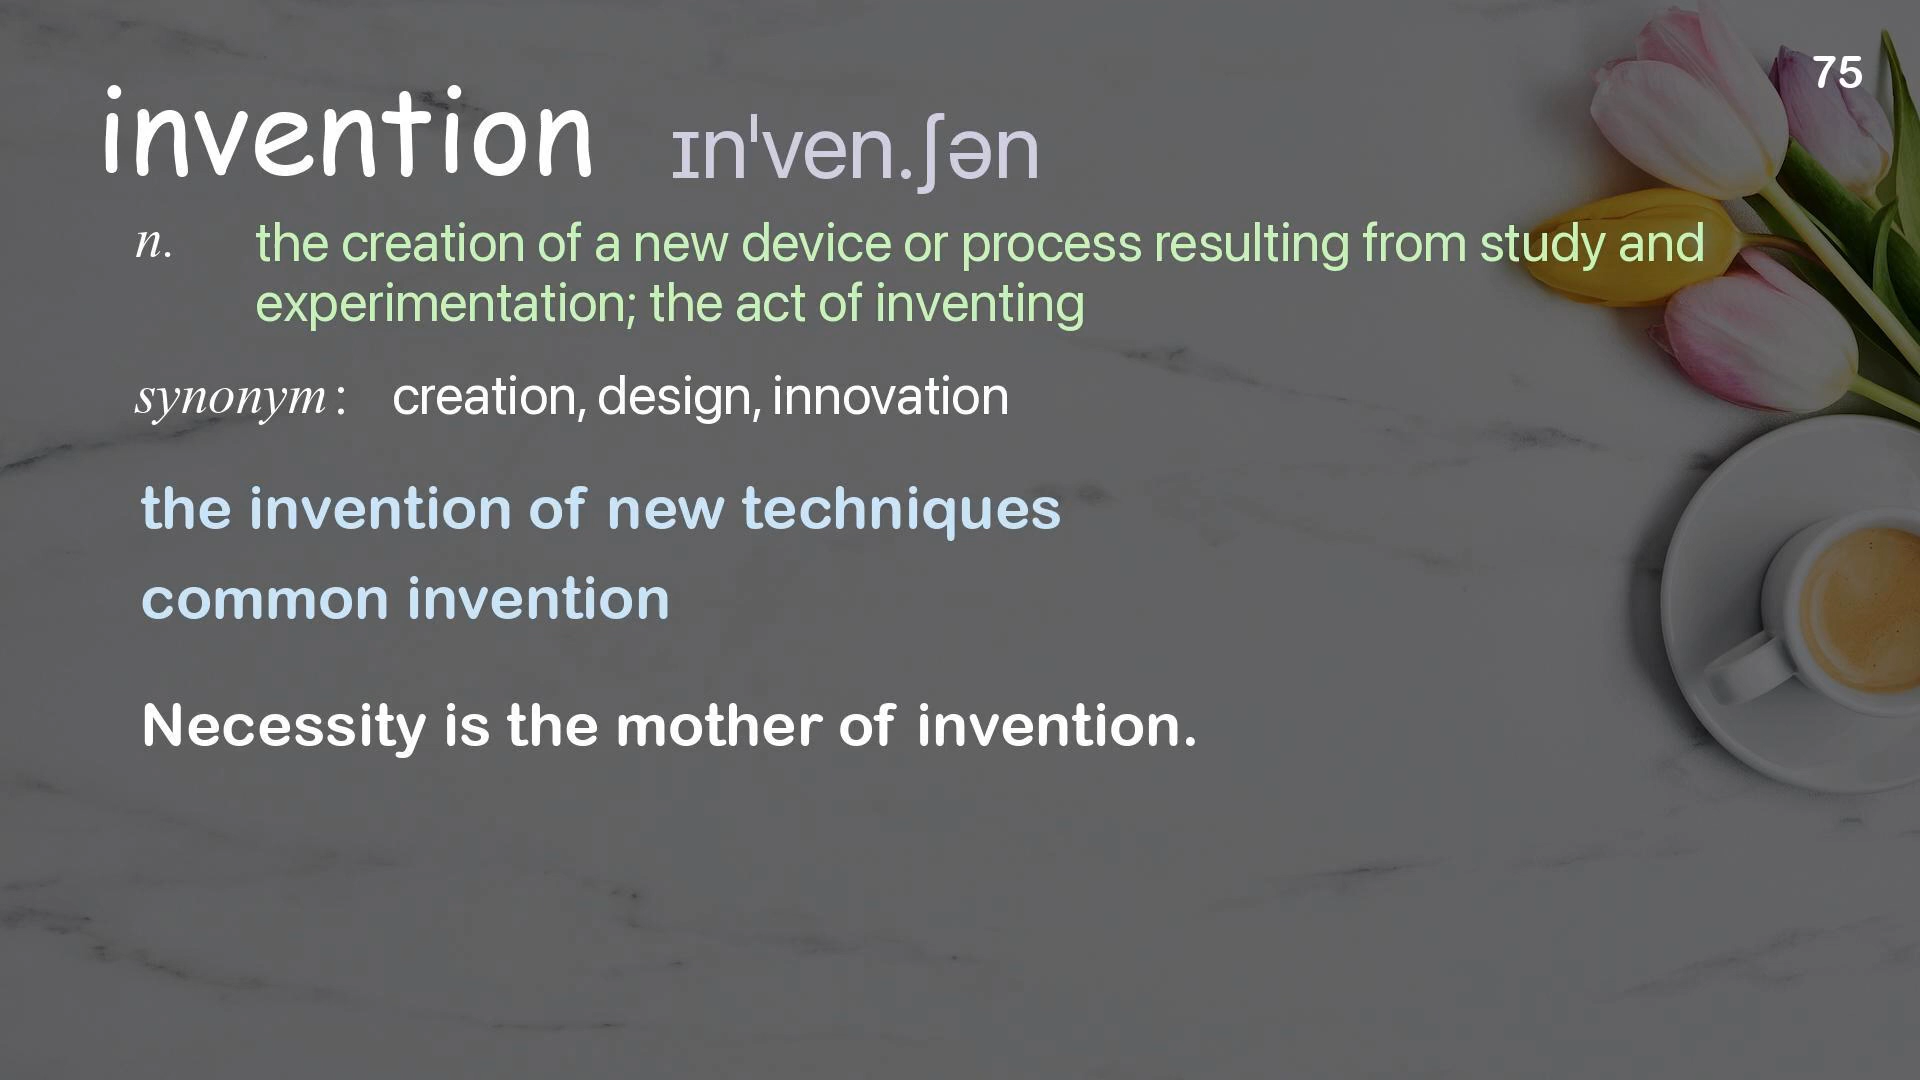 75
invention ɪnˈven.ʃən
n. the creation of a new device or process resulting from study and
experimentation; the act of inventing
synonym: creation, design, innovation
the invention of new techniques
common invention
Necessity is the mother of invention.